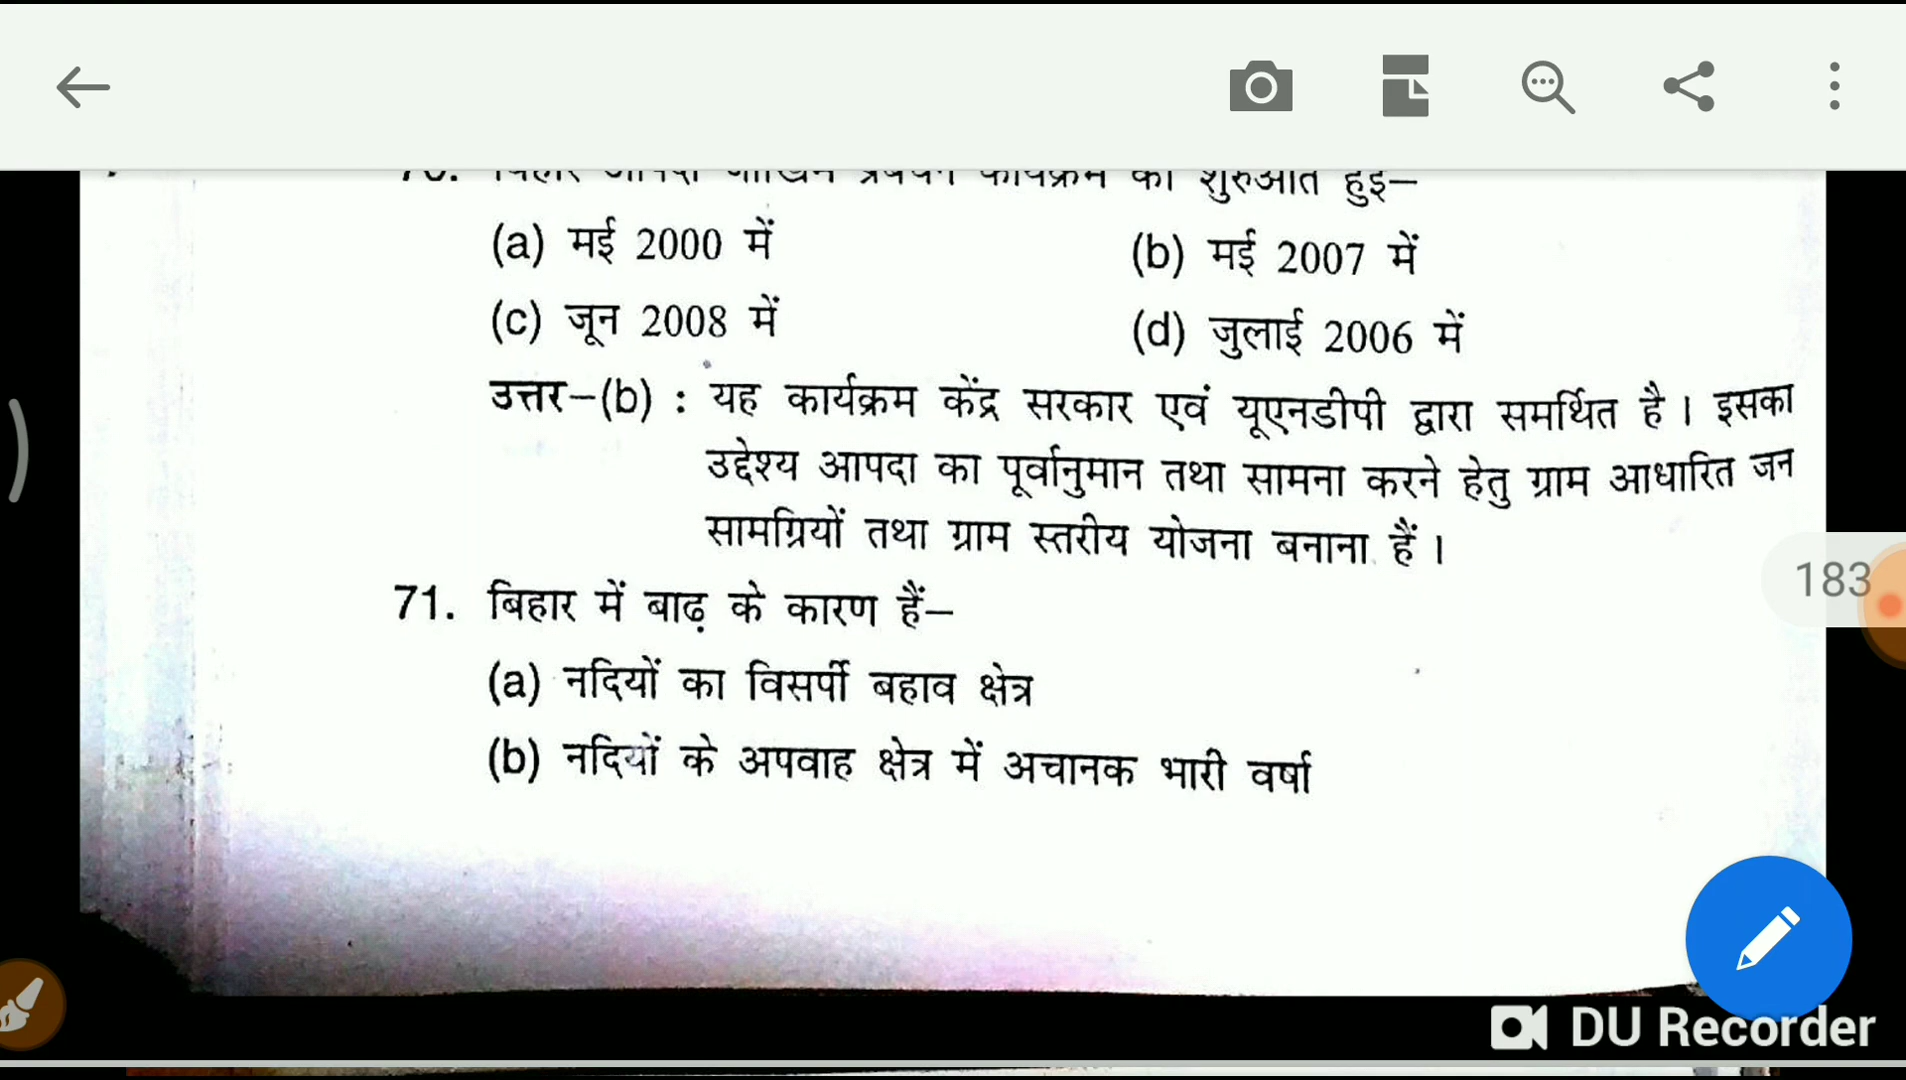 की शुरुआत हुई–
(a) मई 2000 में (b) मई 2007 में
(c) जून 2008 में (d) जुलाई 2006 में
उत्तर–(b) : यह कार्यक्रम केंद्र सरकार एवं यूएनडीपी द्वारा समर्थित है । इसका
उद्देश्य आपदा का पूर्वानुमान तथा सामना करने हेतु ग्राम आधारित जन
सामग्रियों तथा ग्राम स्तरीय योजना बनाना हैं ।
183
71. बिहार में बाढ़ के कारण हैं–
(a) नदियों का विसर्पी बहाव क्षेत्र
(b) नदियों के अपवाह क्षेत्र में अचानक भारी वर्षा
DU Recorder